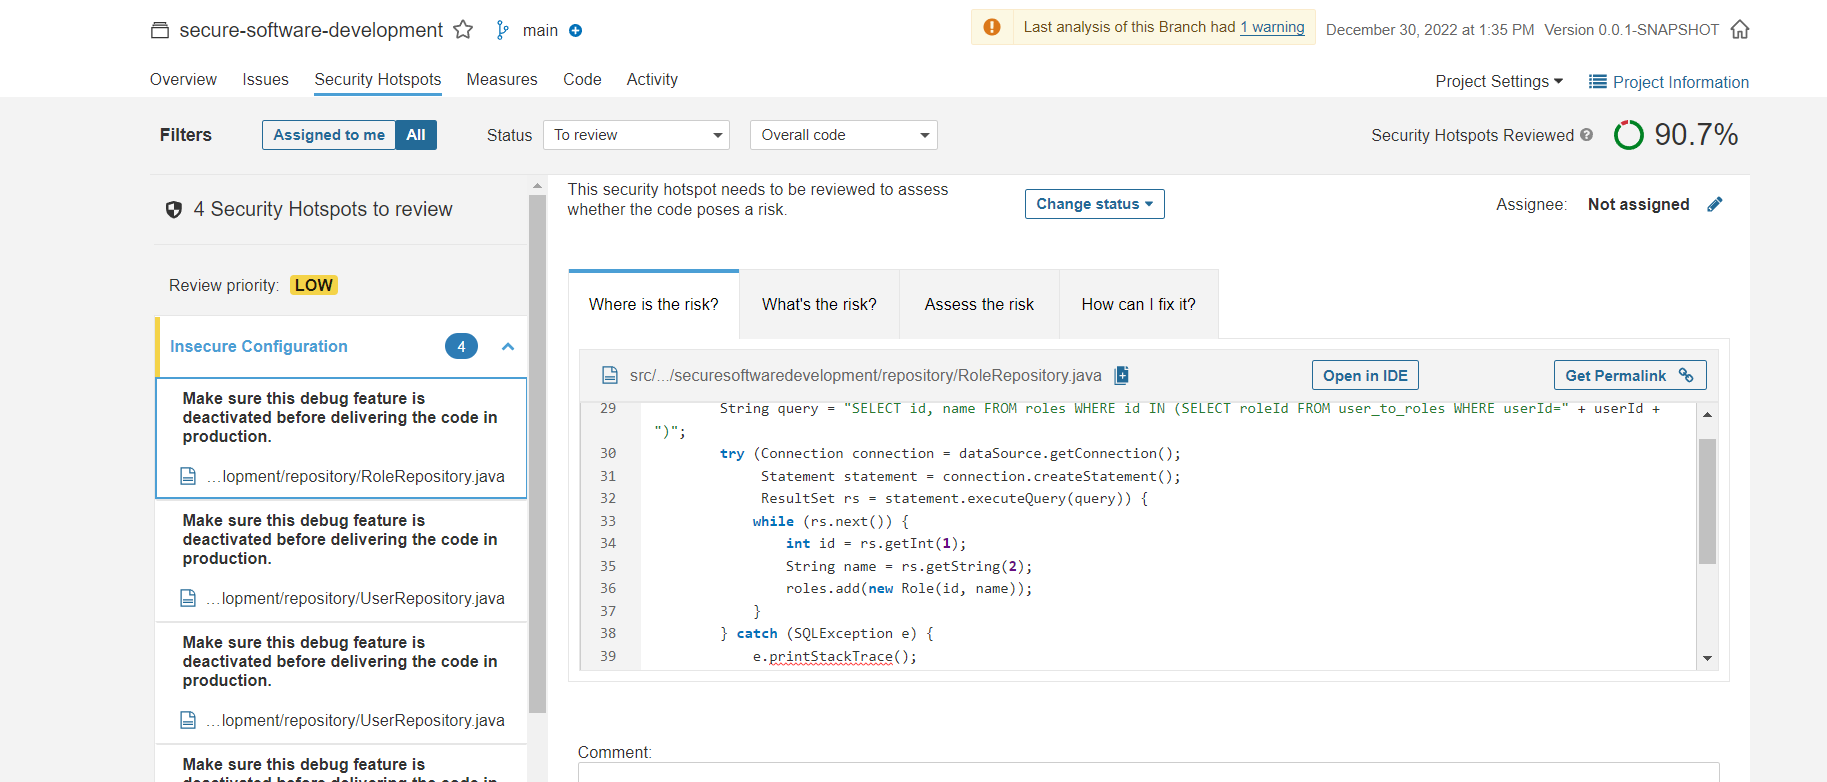 secure-software-development main
Last analysis of this Branch had 1 warning
December 30, 2022 at 1:35 PM Version 0.0.1-SNAPSHOT
Overview Issues Security Hotspots Measures Code Activity
Project Settings Project Information
Filters Assigned to me All Status To review Overall code
Security Hotspots Reviewed ? 90.7%
4 Security Hotspots to review
Review priority: LOW
Insecure Configuration 4
Make sure this debug feature is
deactivated before delivering the code in
production.
...lopment/repository/RoleRepository.java
Make sure this debug feature is
deactivated before delivering the code in
production.
...lopment/repository/UserRepository.java
Make sure this debug feature is
deactivated before delivering the code in
production.
...lopment/repository/UserRepository.java
Make sure this debug feature is
deactivated before delivering the code in
This security hotspot needs to be reviewed to assess
whether the code poses a risk.
Change status
Assignee: Not assigned
Where is the risk? What's the risk? Assess the risk How can I fix it?
src/.../securesoftwaredevelopment/repository/RoleRepository.java
Open in IDE Get Permalink
29 String query = "SELECT id, name FROM roles WHERE id IN (SELECT roleId FROM user_to_roles WHERE userId=" + userId +
")";
30 try (Connection connection = dataSource.getConnection();
31 Statement statement = connection.createStatement();
32 ResultSet rs = statement.executeQuery(query)) {
33 while (rs.next()) {
34 int id = rs.getInt(1);
35 String name = rs.getString(2);
36 roles.add(new Role(id, name));
37 }
38 } catch (SQLException e) {
39 e.printStackTrace();
Comment: